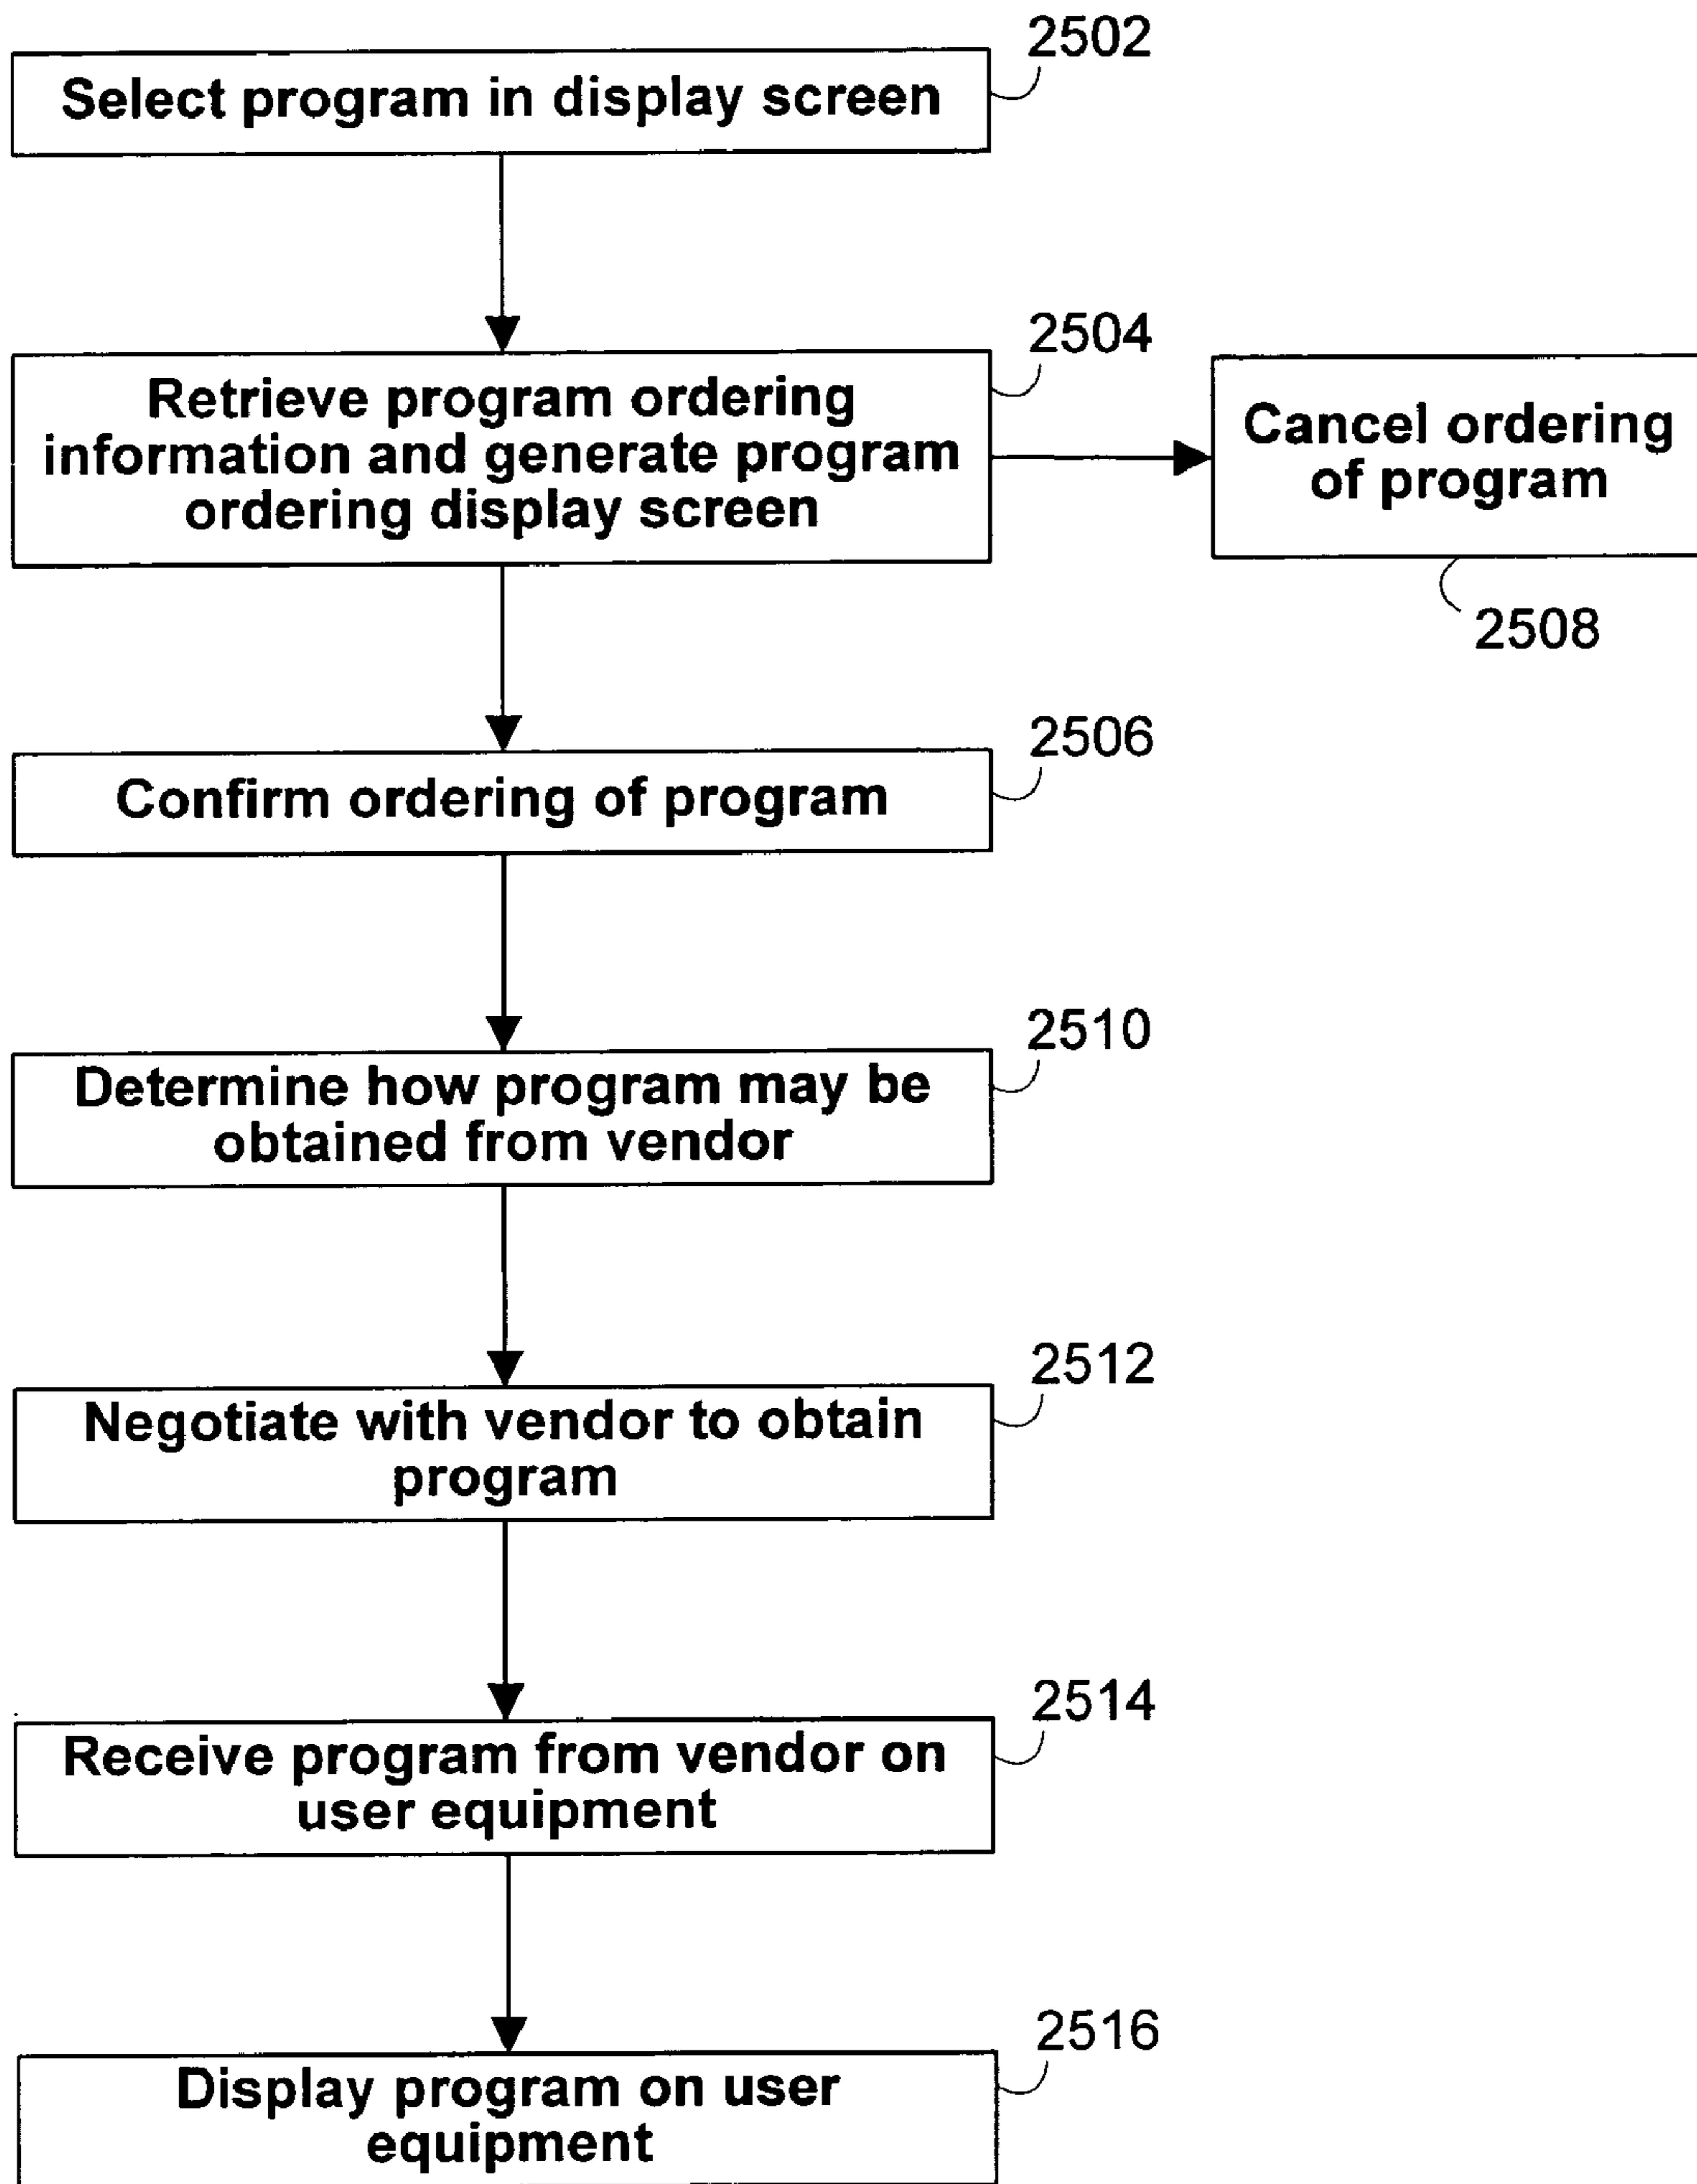 2502
Select program in display screen
2504
Retrieve program ordering
information and generate program
ordering display screen
Cancel ordering
of program
2508
2506
Confirm ordering of program
2510
Determine how program may be
obtained from vendor
2512
Negotiate with vendor to obtain
program
2514
Receive program from vendor on
user equipment
2516
Display program on user
equipment